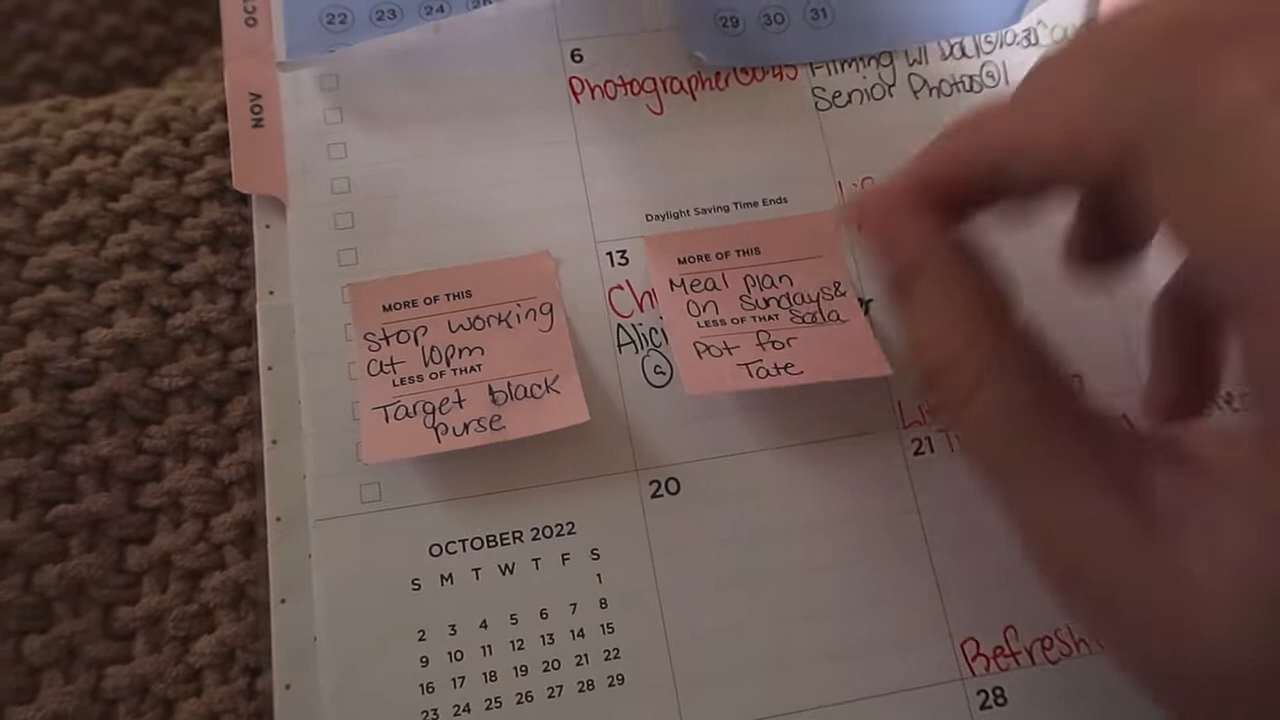 OCT
NOV
22 23 24
29 30 31
6
Photographer
Filming w/
Senior Photos @ 1
Daylight Saving Time Ends
13
MORE OF THIS
Stop working
at 10pm
LESS OF THAT
Target black
purse
MORE OF THIS
Meal plan
on Sundays &
LESS OF THAT Soda
Pot for
Tate
20
21
OCTOBER 2022
S M T W T F S
1
2 3 4 5 6 7 8
9 10 11 12 13 14 15
16 17 18 19 20 21 22
23 24 25 26 27 28 29
Refresh
28